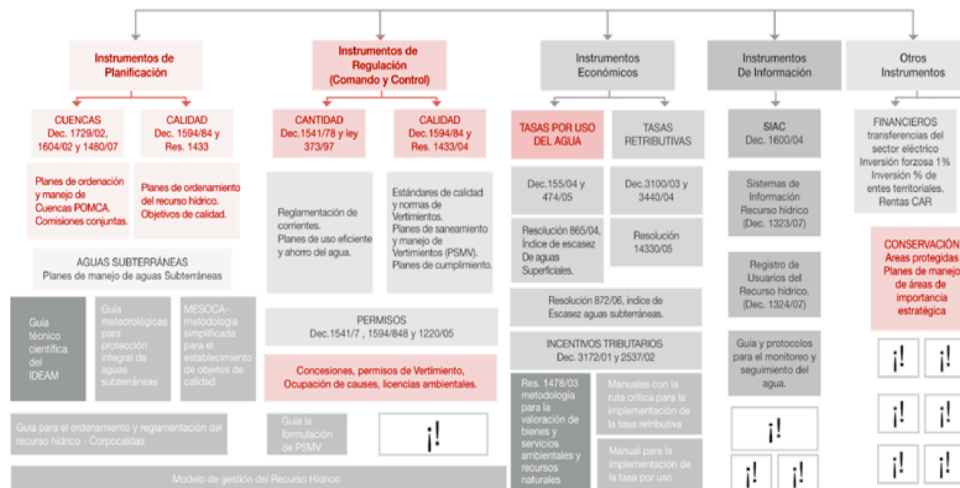 Instrumentos de
Planificación
CUENCAS
Dec. 1729/02,
1604/02 y 1480/07
CALIDAD
Dec. 1594/84 y
Res. 1433
Planes de ordenación
y manejo de
Cuencas POMCA.
Comisiones conjuntas.
Planes de ordenamiento
del recurso hídrico.
Objetivos de calidad.
AGUAS SUBTERRÁNEAS
Planes de manejo de aguas Subterráneas
Guía
técnico
científica
del
IDEAM
Guía
meteorológicas
para
protección
integral de
aguas
subterráneas
MESOCA-
metodología
simplificada
para el
establecimiento
de objetos de
calidad
Guía para el ordenamiento y reglamentación del
recurso hídrico - Corpocaldas
Instrumentos de
Regulación
(Comando y Control)
CANTIDAD
Dec.1541/78 y ley
373/97
CALIDAD
Dec.1594/84 y
Res. 1433/04
Reglamentación de
corrientes.
Planes de uso eficiente
y ahorro del agua.
Estándares de calidad
y normas de
Vertimientos.
Planes de saneamiento
y manejo de
Vertimientos (PSMV).
Planes de cumplimiento.
PERMISOS
Dec.1541/7 , 1594/848 y 1220/05
Concesiones, permisos de Vertimiento,
Ocupación de causes, licencias ambientales.
Guía la
formulación
de PSMV
¡!
Modelo de gestión del Recurso Hídrico
Instrumentos
Económicos
TASAS POR USO
DEL AGUA
TASAS
RETRIBUTIVAS
Dec.155/04 y
474/05
Dec.3100/03 y
3440/04
Resolución 865/04,
Índice de escasez
De aguas
Superficiales.
Resolución
14330/05
Resolución 872/06, índice de
Escasez aguas subterráneas.
INCENTIVOS TRIBUTARIOS
Dec. 3172/01 y 2537/02
Res. 1478/03
metodología
para la
valoración de
bienes y
servicios
ambientales y
recursos
naturales
Manuales con la
ruta critica para la
implementación de
la tasa retributiva
Manual para la
implementación de
la tasa por uso
Instrumentos
De Información
SIAC
Dec. 1600/04
Sistemas de
Información
Recurso hídrico
(Dec. 1323/07)
Registro de
Usuarios del
Recurso hídrico.
(Dec. 1324/07)
Guía y protocolos
para el monitoreo y
seguimiento del
agua.
¡!
¡! ¡!
Otros
Instrumentos
FINANCIEROS
transferencias del
sector eléctrico
Inversión forzosa 1%
Inversión % de
entes territoriales.
Rentas CAR
CONSERVACIÓN
Areas protegidas
Planes de manejo
de áreas de
importancia
estratégica
¡! ¡!
¡! ¡!
¡! ¡!